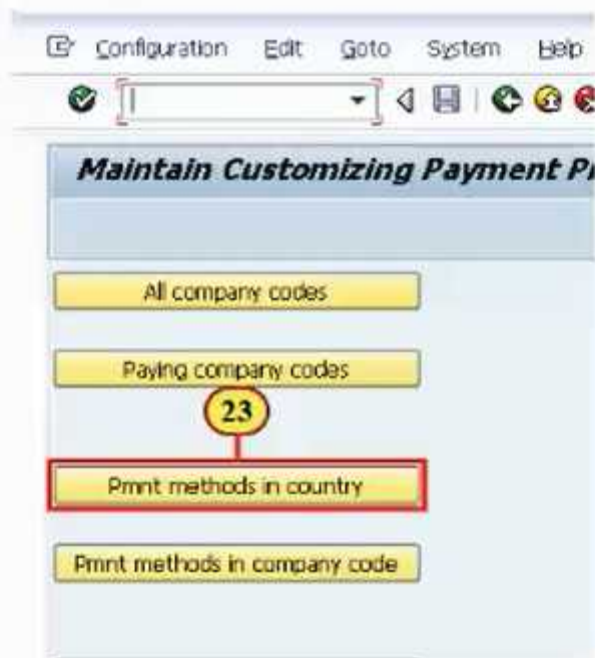 Configuration Edit Goto System Help
Maintain Customizing Payment Pr
All company codes
Paying company codes
23
Pmnt methods in country
Pmnt methods in company code